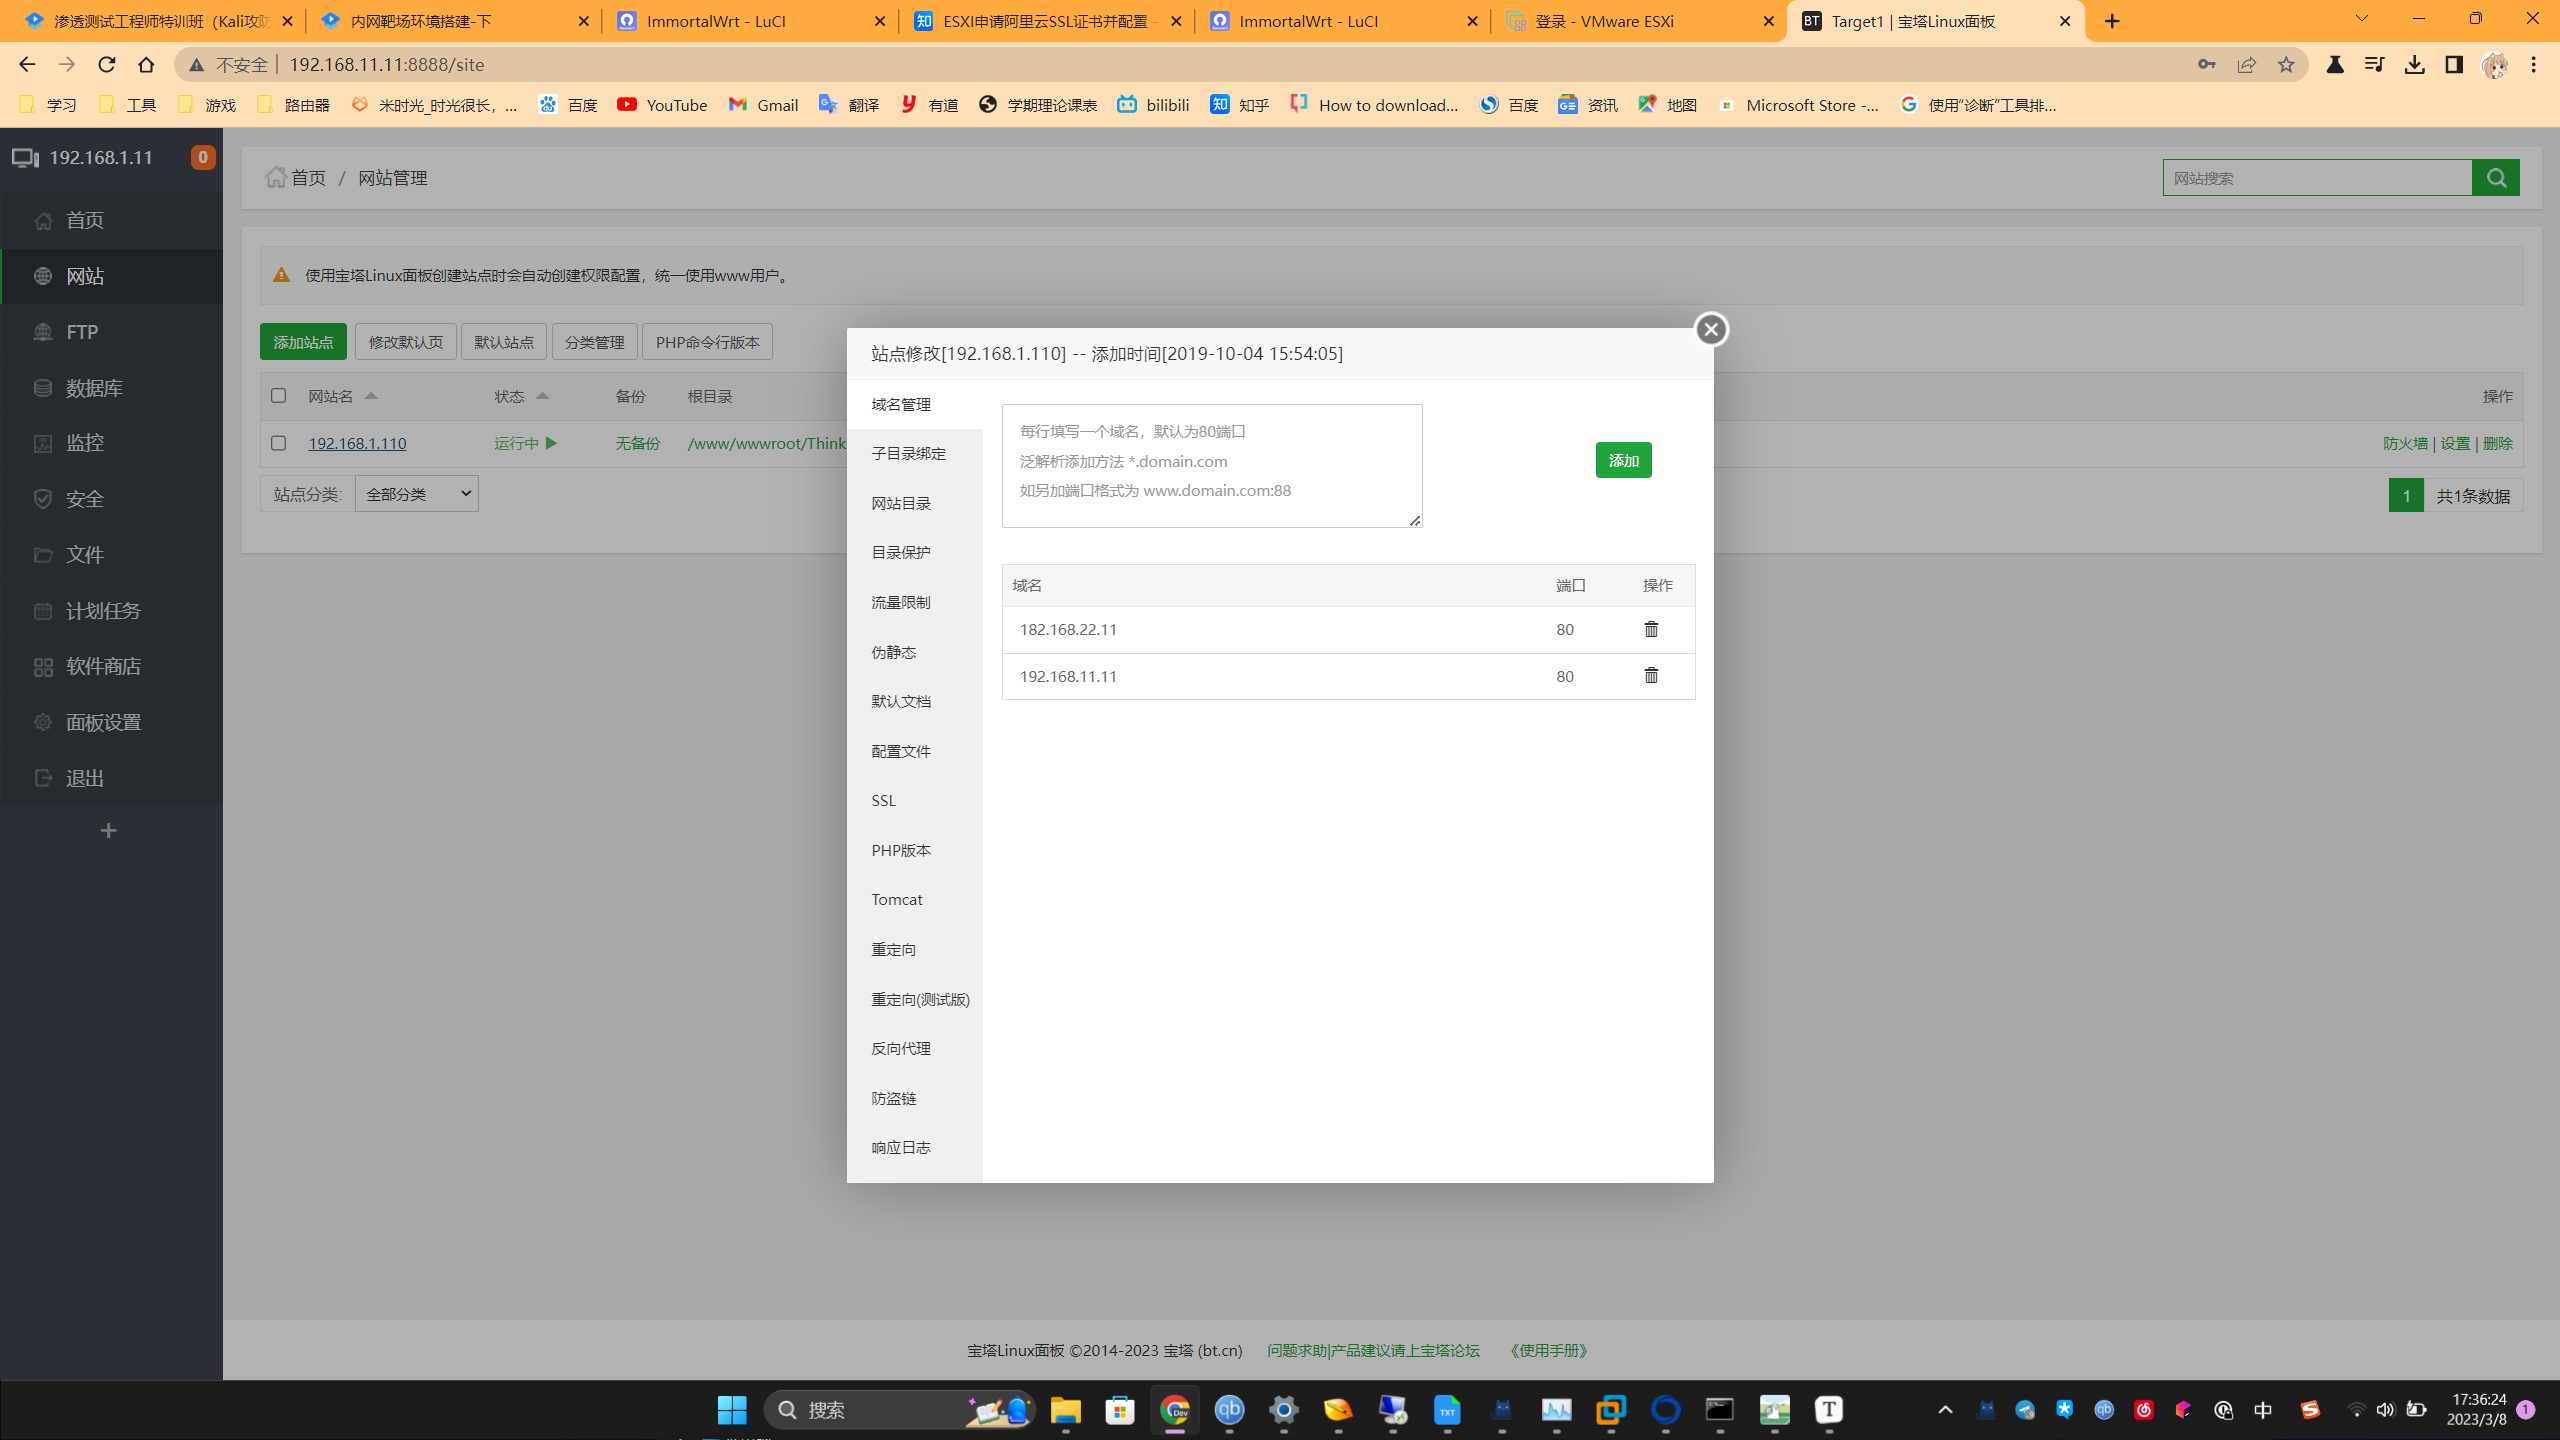 渗透测试工程师特训班（Kali攻防
内网靶场环境搭建-下
ImmortalWrt - LuCI
ESXI申请阿里云SSL证书并配置 -
ImmortalWrt - LuCI
登录 - VMware ESXi
BT Target1 | 宝塔Linux面板
不安全 | 192.168.11.11:8888/site
学习
工具
游戏
路由器
米时光_时光很长，...
百度
YouTube
Gmail
翻译
有道
学期理论课表
bilibili
知乎
How to download...
百度
资讯
地图
Microsoft Store -...
使用“诊断”工具排...
192.168.1.11
0
首页 / 网站管理
网站搜索
首页
网站
FTP
数据库
监控
安全
文件
计划任务
软件商店
面板设置
退出
使用宝塔Linux面板创建站点时会自动创建权限配置，统一使用www用户。
添加站点
修改默认页
默认站点
分类管理
PHP命令行版本
网站名
状态
备份
根目录
操作
192.168.1.110
运行中
无备份
/www/wwwroot/Think
防火墙 | 设置 | 删除
站点分类:
全部分类
1
共1条数据
站点修改[192.168.1.110] -- 添加时间[2019-10-04 15:54:05]
域名管理
子目录绑定
网站目录
目录保护
流量限制
伪静态
默认文档
配置文件
SSL
PHP版本
Tomcat
重定向
重定向(测试版)
反向代理
防盗链
响应日志
每行填写一个域名，默认为80端口
泛解析添加方法 *.domain.com
如另加端口格式为 www.domain.com:88
添加
域名 端口 操作
182.168.22.11 80
192.168.11.11 80
宝塔Linux面板 ©2014-2023 宝塔 (bt.cn)
问题求助|产品建议请上宝塔论坛
《使用手册》
搜索
中
17:36:24
2023/3/8
1